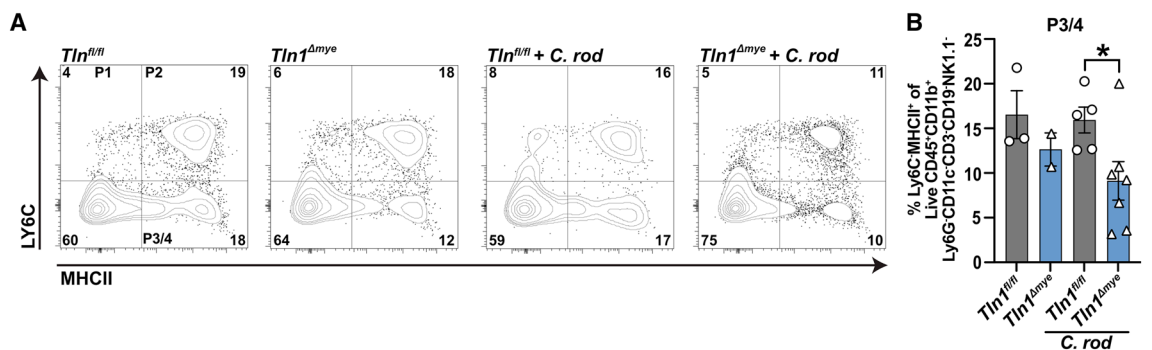 A
Tln^fl/fl
Tln1^Δmye
Tln^fl/fl + C. rod
Tln1^Δmye + C. rod
4 P1 P2 19
60 P3/4 18
6 18
64 12
8 16
59 17
5 11
75 10
LY6C
MHCII
B
P3/4
*
% Ly6C^-MHCII^+ of
Live CD45^+CD11b^+
Ly6G^-CD11c^-CD3^-CD19^-NK1.1^-
25
20
15
10
5
0
Tln1^fl/fl
Tln1^Δmye
Tln1^fl/fl
Tln1^Δmye
C. rod